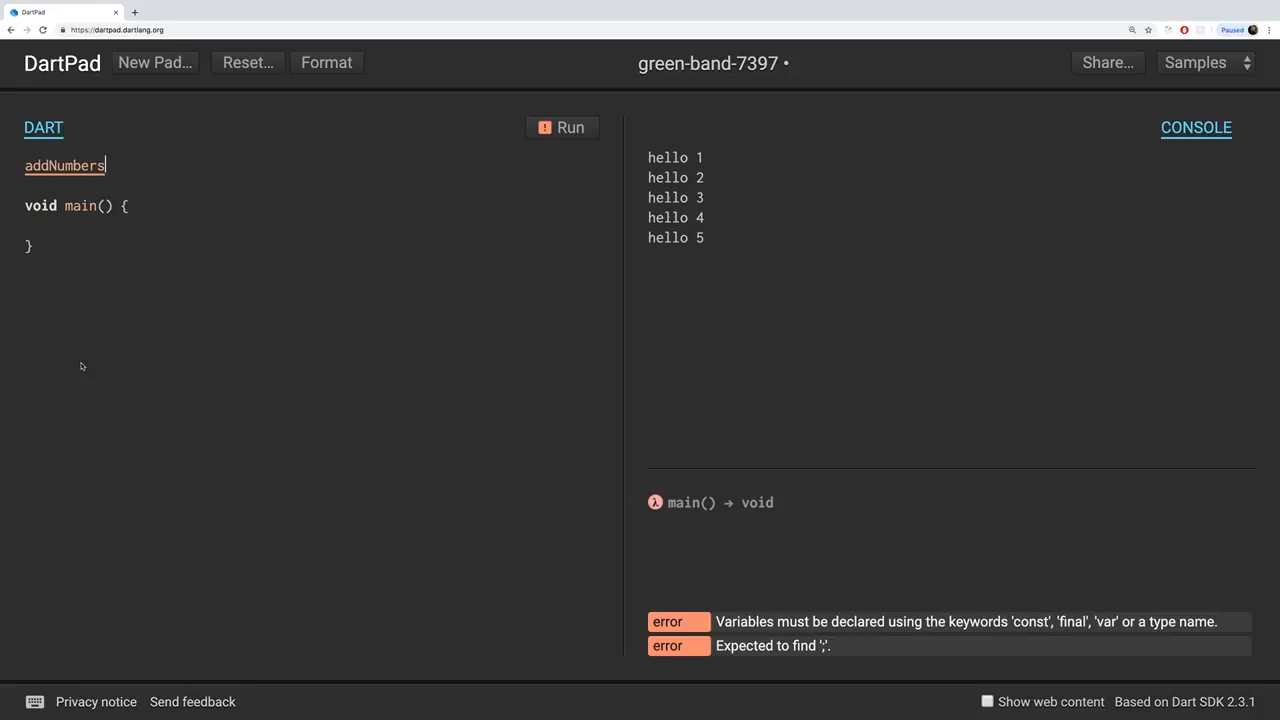 DartPad
https://dartpad.dartlang.org
Paused
DartPad
New Pad...
Reset...
Format
green-band-7397 •
Share...
Samples
DART
Run
CONSOLE
addNumbers
void main() {
}
hello 1
hello 2
hello 3
hello 4
hello 5
λ main() → void
error Variables must be declared using the keywords 'const', 'final', 'var' or a type name.
error Expected to find ';'.
Privacy notice
Send feedback
Show web content
Based on Dart SDK 2.3.1